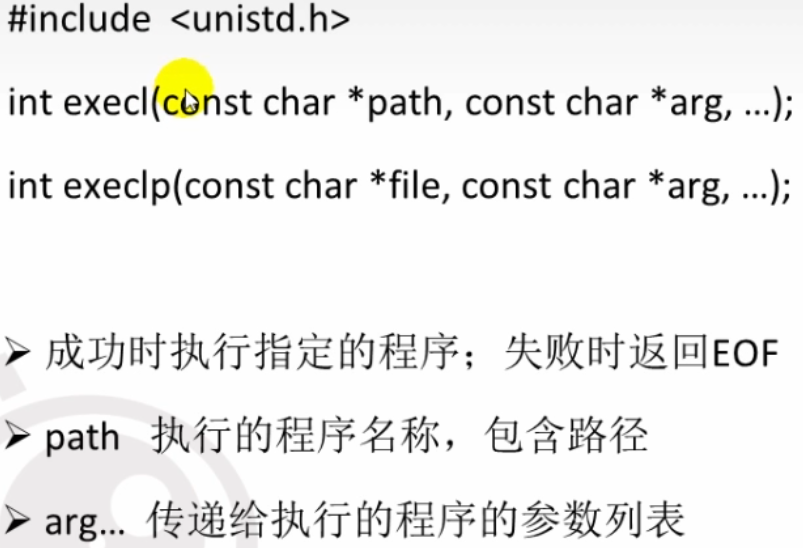 #include <unistd.h>
int execl(const char *path, const char *arg, …);
int execlp(const char *file, const char *arg, …);
➢ 成功时执行指定的程序；失败时返回EOF
➢ path 执行的程序名称，包含路径
➢ arg… 传递给执行的程序的参数列表